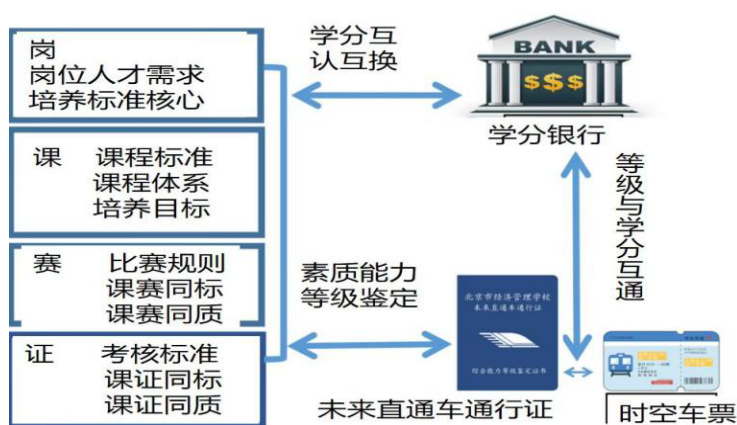 岗
岗位人才需求
培养标准核心
课 课程标准
课程体系
培养目标
赛 比赛规则
课赛同标
课赛同质
证 考核标准
课证同标
课证同质
学分互
认互换
BANK
$$$
学分银行
等级与学分互通
素质能力
等级鉴定
北京市经济管理学校
未来直通车通行证
综合能力等级鉴定证书
未来直通车通行证
时空车票